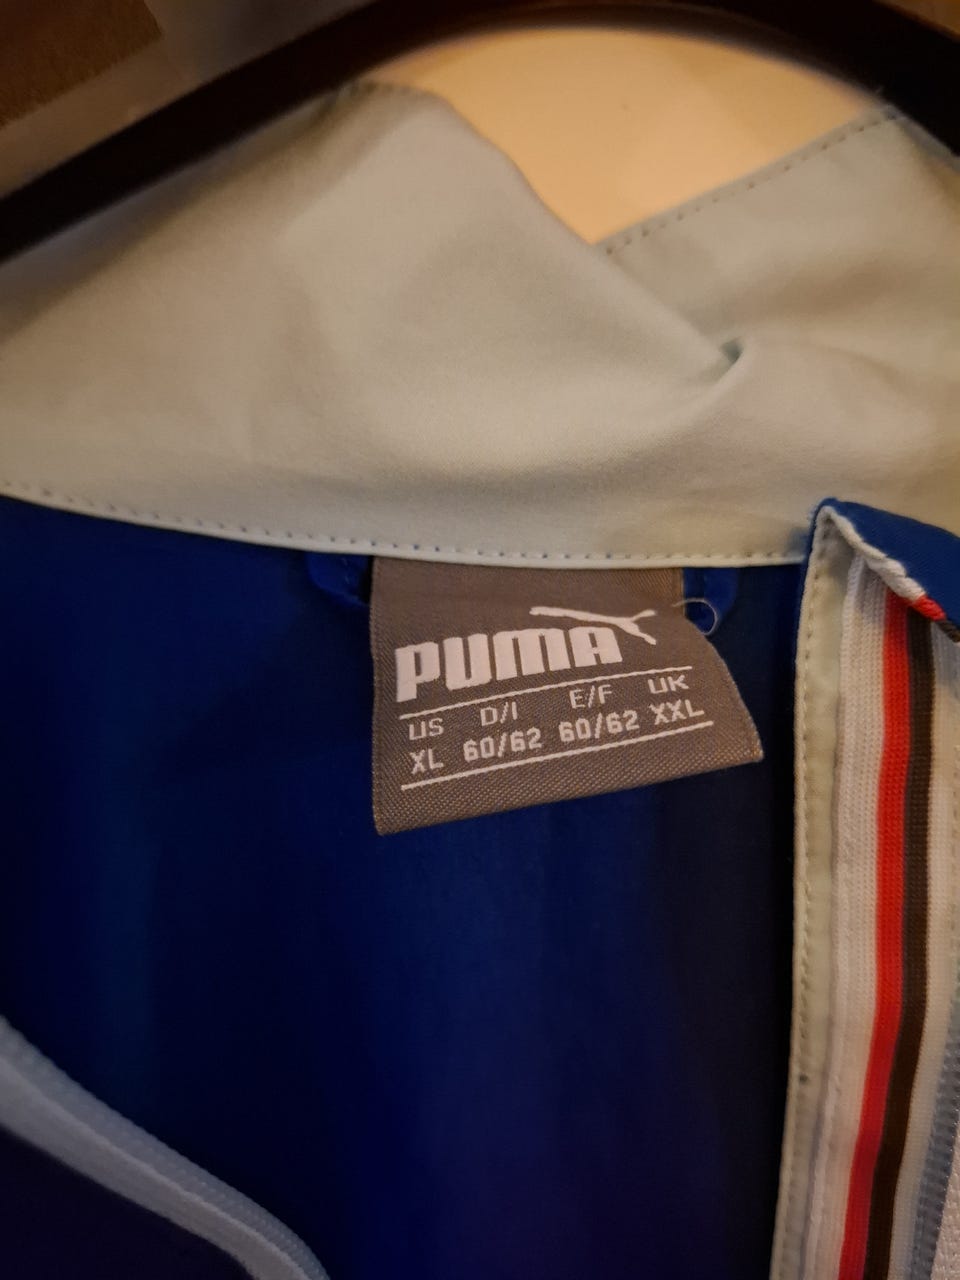 PUMA
US D/I E/F UK
XL 60/62 60/62 XXL